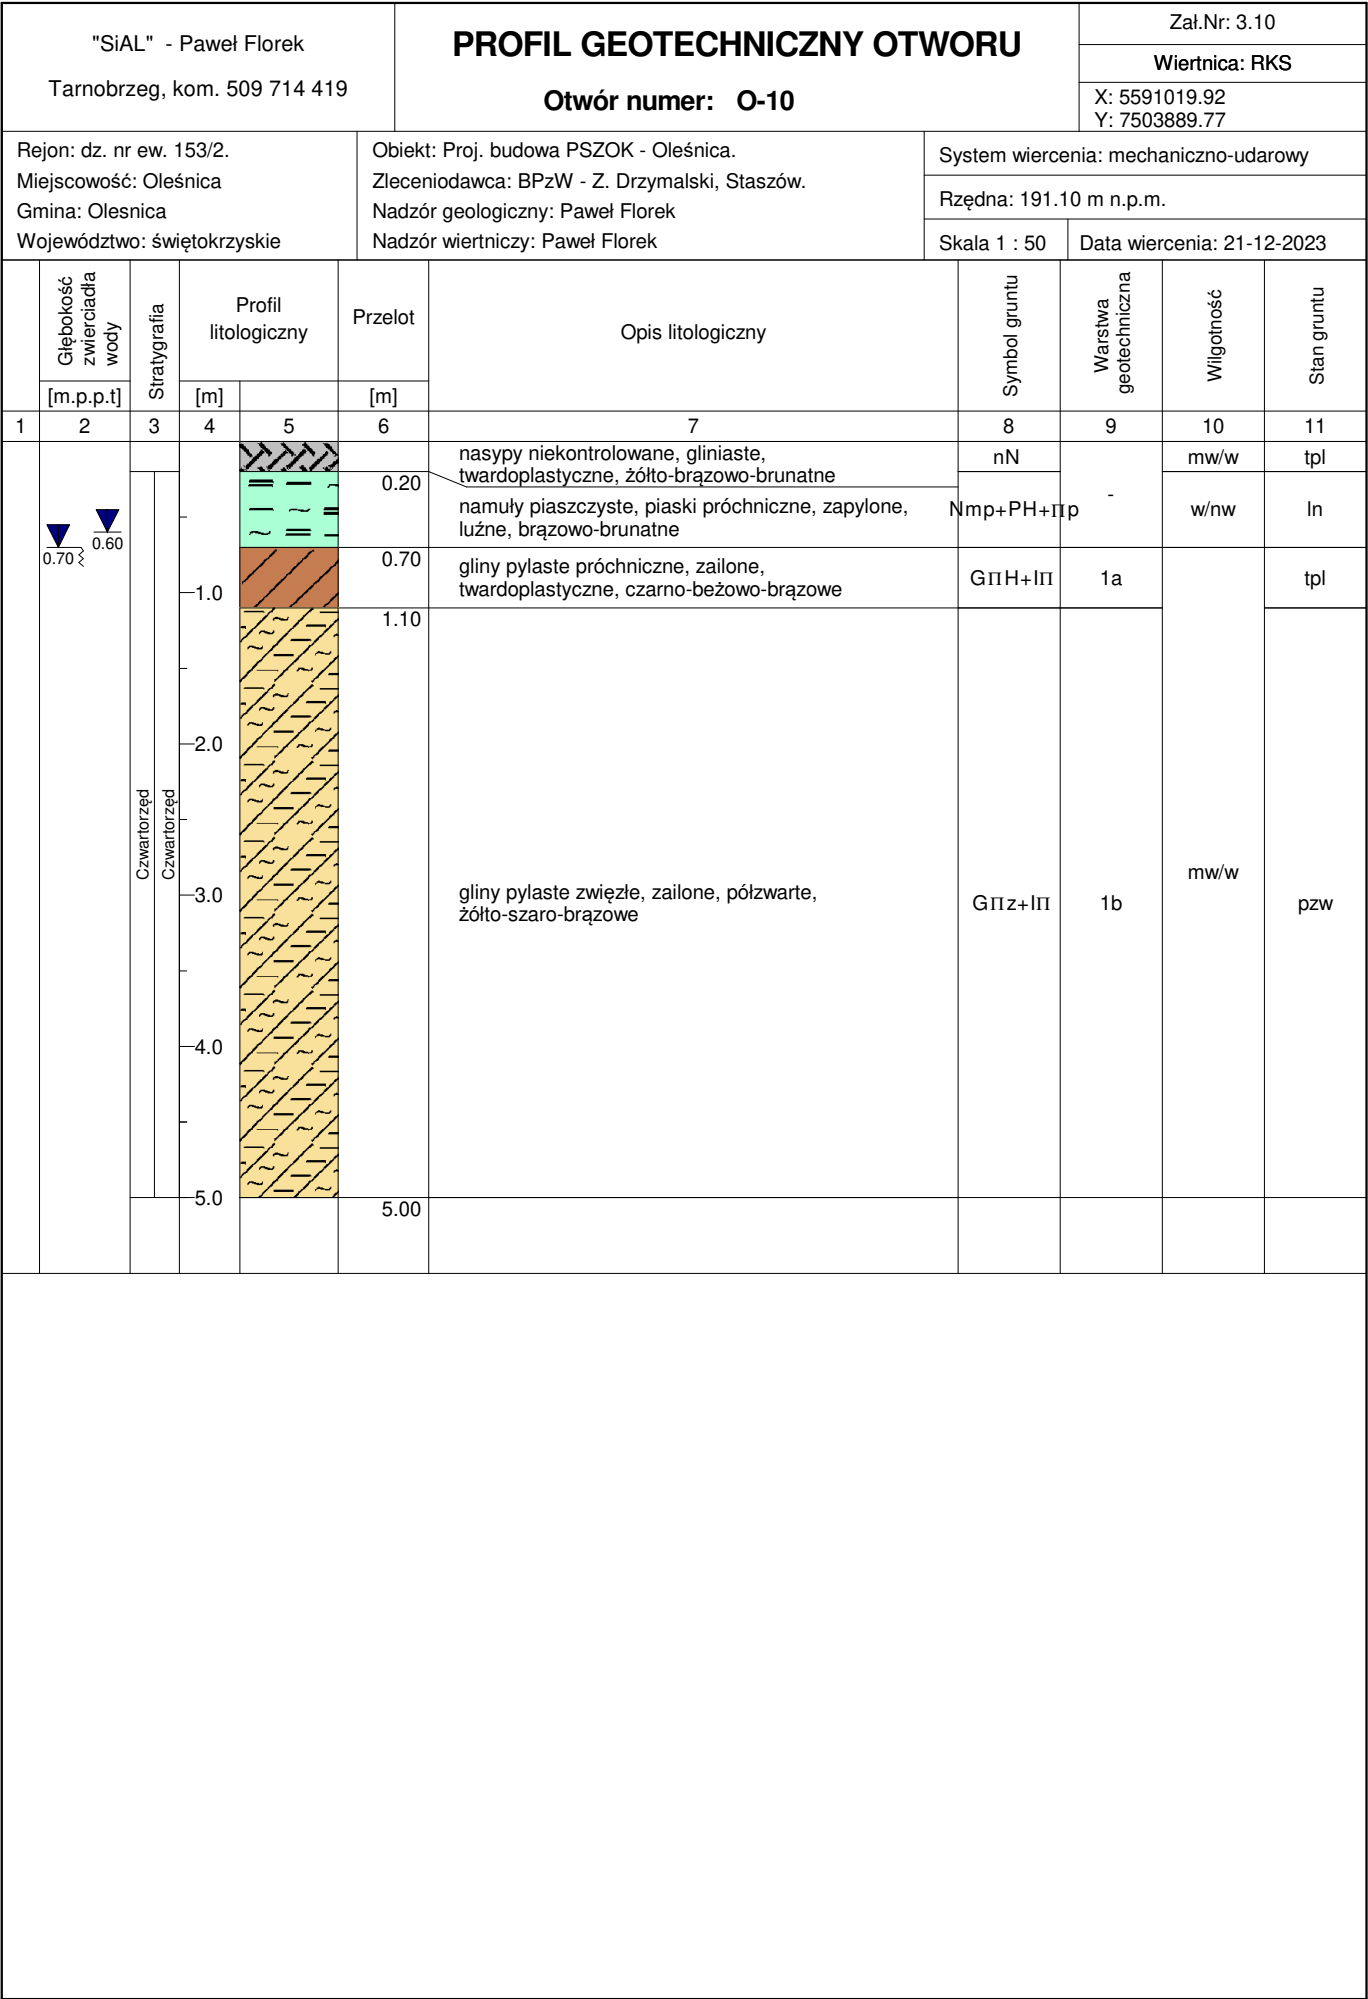 "SiAL" - Paweł Florek
Tarnobrzeg, kom. 509 714 419
PROFIL GEOTECHNICZNY OTWORU
Otwór numer: O-10
Zał.Nr: 3.10
Wiertnica: RKS
X: 5591019.92
Y: 7503889.77
Rejon: dz. nr ew. 153/2.
Miejscowość: Oleśnica
Gmina: Olesnica
Województwo: świętokrzyskie
Obiekt: Proj. budowa PSZOK - Oleśnica.
Zleceniodawca: BPzW - Z. Drzymalski, Staszów.
Nadzór geologiczny: Paweł Florek
Nadzór wiertniczy: Paweł Florek
System wiercenia: mechaniczno-udarowy
Rzędna: 191.10 m n.p.m.
Skala 1 : 50
Data wiercenia: 21-12-2023
Głębokość
zwierciadła
wody
[m.p.p.t]
Stratygrafia
Profil
litologiczny
[m]
Przelot
[m]
Opis litologiczny
Symbol gruntu
Warstwa
geotechniczna
Wilgotność
Stan gruntu
1 2 3 4 5 6 7 8 9 10 11
nasypy niekontrolowane, gliniaste,
twardoplastyczne, żółto-brązowo-brunatne
nN
mw/w
tpl
0.20
namuły piaszczyste, piaski próchniczne, zapylone,
luźne, brązowo-brunatne
Nmp+PH+Πp
-
w/nw
ln
0.70
0.60
0.70
gliny pylaste próchniczne, zailone,
twardoplastyczne, czarno-beżowo-brązowe
GΠH+IΠ
1a
tpl
1.0
1.10
2.0
Czwartorzęd
Czwartorzęd
3.0
gliny pylaste zwięzłe, zailone, półzwarte,
żółto-szaro-brązowe
GΠz+IΠ
1b
mw/w
pzw
4.0
5.0
5.00